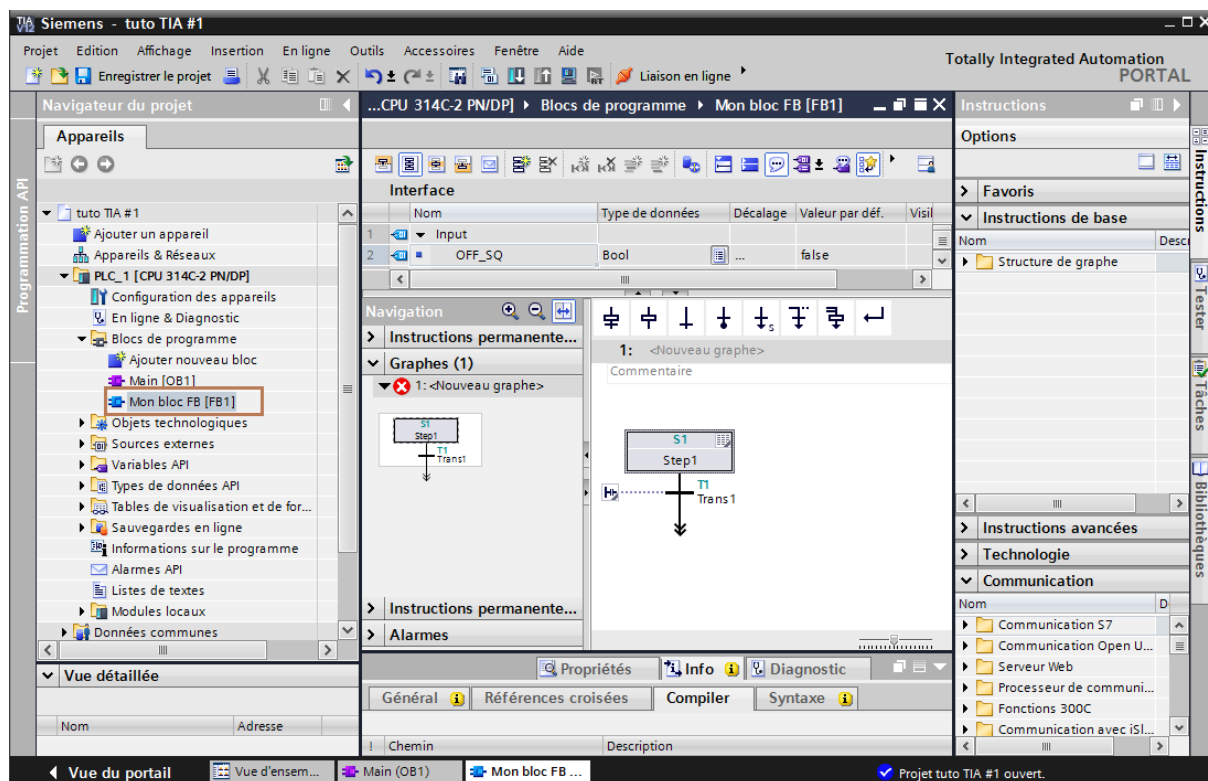 Siemens - tuto TIA #1
Projet Edition Affichage Insertion En ligne Outils Accessoires Fenêtre Aide
Totally Integrated Automation
PORTAL
Enregistrer le projet
Liaison en ligne
Navigateur du projet
Appareils
Programmation API
tuto TIA #1
Ajouter un appareil
Appareils & Réseaux
PLC_1 [CPU 314C-2 PN/DP]
Configuration des appareils
En ligne & Diagnostic
Blocs de programme
Ajouter nouveau bloc
Main [OB1]
Mon bloc FB [FB1]
Objets technologiques
Sources externes
Variables API
Types de données API
Tables de visualisation et de for...
Sauvegardes en ligne
Informations sur le programme
Alarmes API
Listes de textes
Modules locaux
Données communes
Vue détaillée
Nom Adresse
...CPU 314C-2 PN/DP] Blocs de programme Mon bloc FB [FB1]
Interface
Nom Type de données Décalage Valeur par déf. Visil
1 Input
2 OFF_SQ Bool ... false
Navigation
Instructions permanente...
Graphes (1)
1: <Nouveau graphe>
S1
Step1
T1
Trans1
Instructions permanente...
Alarmes
1: <Nouveau graphe>
Commentaire
S1
Step1
T1
Trans1
Propriétés Info Diagnostic
Général Références croisées Compiler Syntaxe
! Chemin Description
Instructions
Options
Favoris
Instructions de base
Nom Descr
Structure de graphe
Instructions avancées
Technologie
Communication
Nom D
Communication S7
Communication Open U...
Serveur Web
Processeur de communi...
Fonctions 300C
Communication avec iSl...
Instructions
Tester
Tâches
Bibliothèques
Vue du portail Vue d'ensem... Main (OB1) Mon bloc FB ... Projet tuto TIA #1 ouvert.